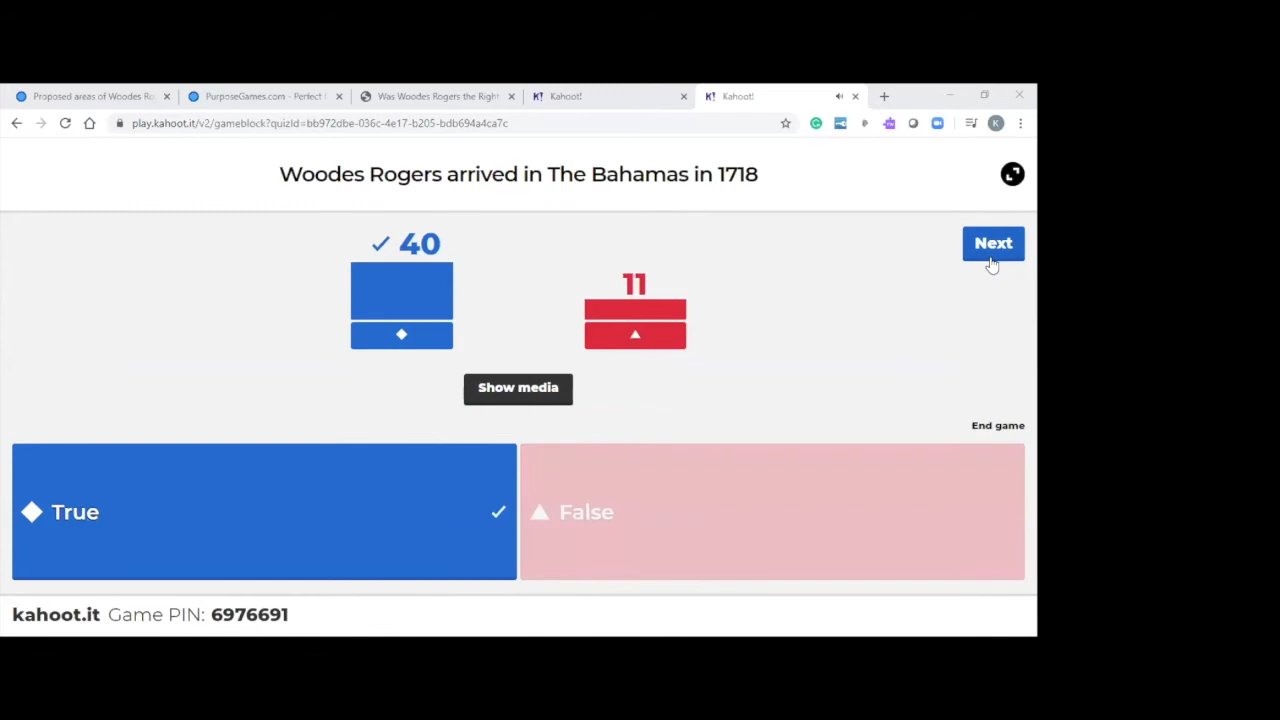 Proposed areas of Woodes Ro
PurposeGames.com - Perfect
Was Woodes Rogers the Right
Kahoot!
Kahoot!
play.kahoot.it/v2/gameblock?quizId=bb972dbe-036c-4e17-b205-bdb694a4ca7c
K
Woodes Rogers arrived in The Bahamas in 1718
40
11
Next
Show media
End game
True
False
kahoot.it Game PIN: 6976691